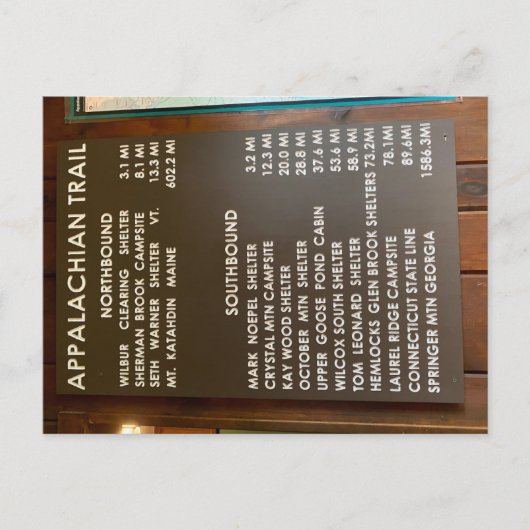 APPALACHIAN TRAIL
NORTHBOUND
WILBUR CLEARING SHELTER 3.1 MI
SHERMAN BROOK CAMPSITE 8.1 MI
SETH WARNER SHELTER VT. 13.3 MI
MT. KATAHDIN MAINE 602.2 MI
SOUTHBOUND
MARK NOEPEL SHELTER 3.2 MI
CRYSTAL MTN CAMPSITE 12.3 MI
KAY WOOD SHELTER 20.0 MI
OCTOBER MTN SHELTER 28.8 MI
UPPER GOOSE POND CABIN 37.6 MI
WILCOX SOUTH SHELTER 53.6 MI
TOM LEONARD SHELTER 58.9 MI
HEMLOCKS GLEN BROOK SHELTERS 73.2MI
LAUREL RIDGE CAMPSITE 78.1MI
CONNECTICUT STATE LINE 89.6MI
SPRINGER MTN GEORGIA 1586.3MI